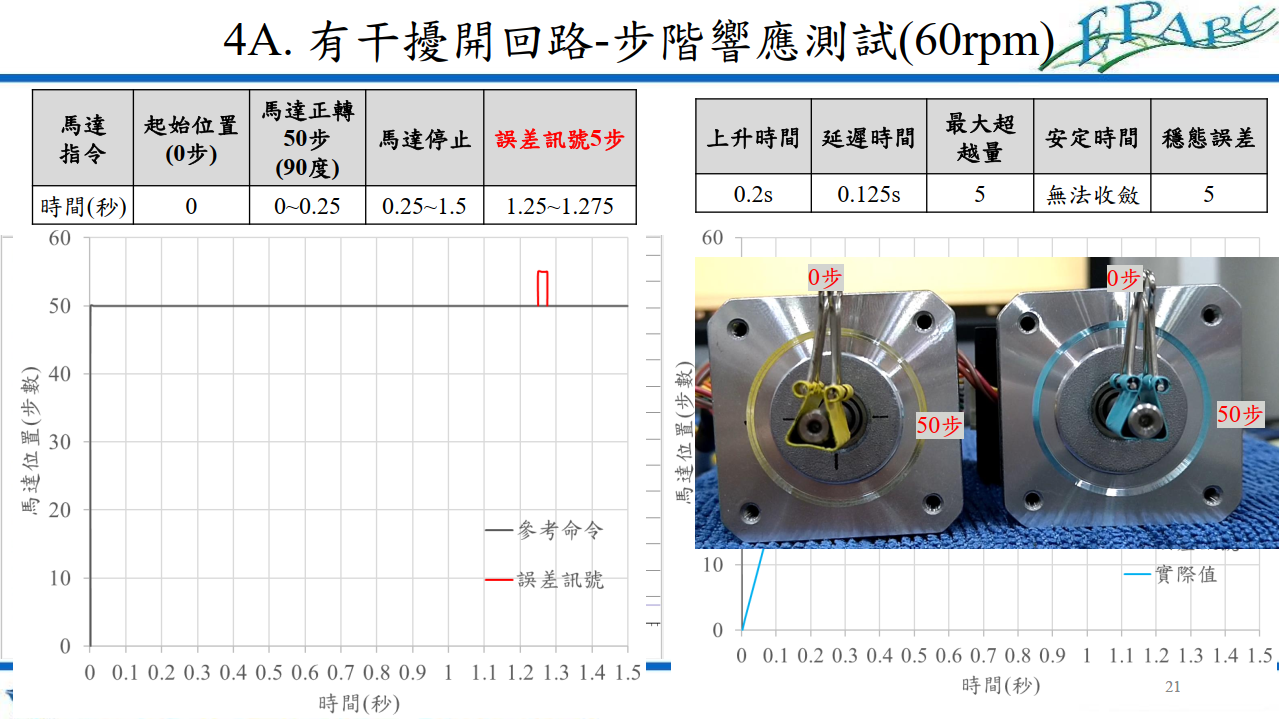 4A. 有干擾開回路-步階響應測試(60rpm)
EPARC
馬達
指令
起始位置
(0步)
馬達正轉
50步
(90度)
馬達停止
誤差訊號5步
時間(秒)
0
0~0.25
0.25~1.5
1.25~1.275
上升時間
延遲時間
最大超
越量
安定時間
穩態誤差
0.2s
0.125s
5
無法收斂
5
60
50
40
30
20
10
0
馬達位置(步數)
參考命令
誤差訊號
0 0.1 0.2 0.3 0.4 0.5 0.6 0.7 0.8 0.9 1 1.1 1.2 1.3 1.4 1.5
時間(秒)
60
0步
0步
50步
50步
馬達位置(步數)
10
實際值
0
0 0.1 0.2 0.3 0.4 0.5 0.6 0.7 0.8 0.9 1 1.1 1.2 1.3 1.4 1.5
時間(秒)
21